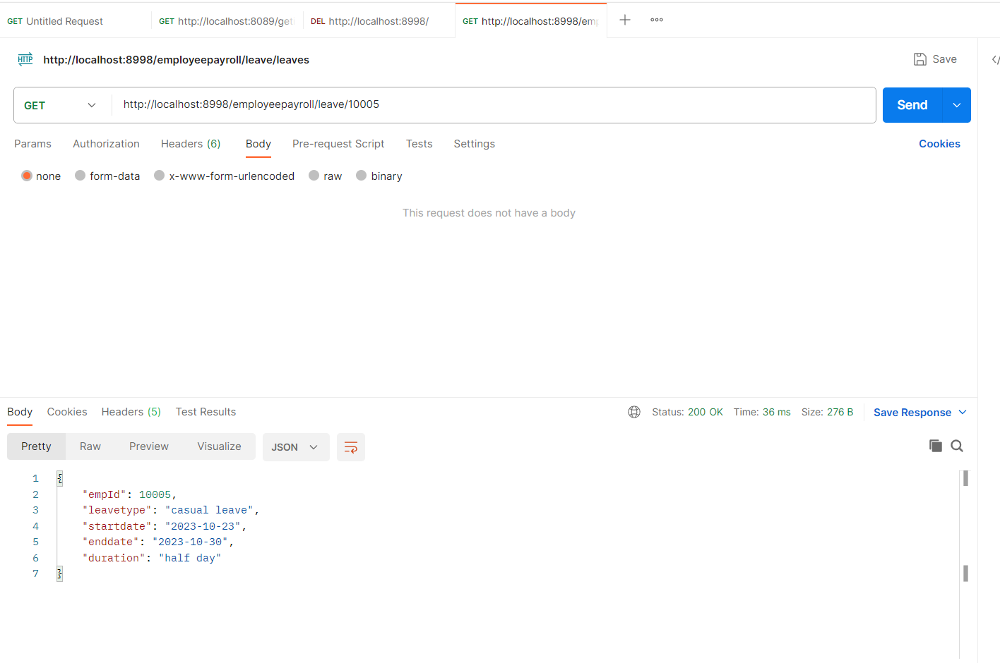 GET Untitled Request GET http://localhost:8089/get DEL http://localhost:8998/ GET http://localhost:8998/emp
HTTP http://localhost:8998/employeepayroll/leave/leaves Save </
GET http://localhost:8998/employeepayroll/leave/10005 Send
Params Authorization Headers (6) Body Pre-request Script Tests Settings Cookies
none form-data x-www-form-urlencoded raw binary
This request does not have a body
Body Cookies Headers (5) Test Results Status: 200 OK Time: 36 ms Size: 276 B Save Response
Pretty Raw Preview Visualize JSON
1 {
2 "empId": 10005,
3 "leavetype": "casual leave",
4 "startdate": "2023-10-23",
5 "enddate": "2023-10-30",
6 "duration": "half day"
7 }